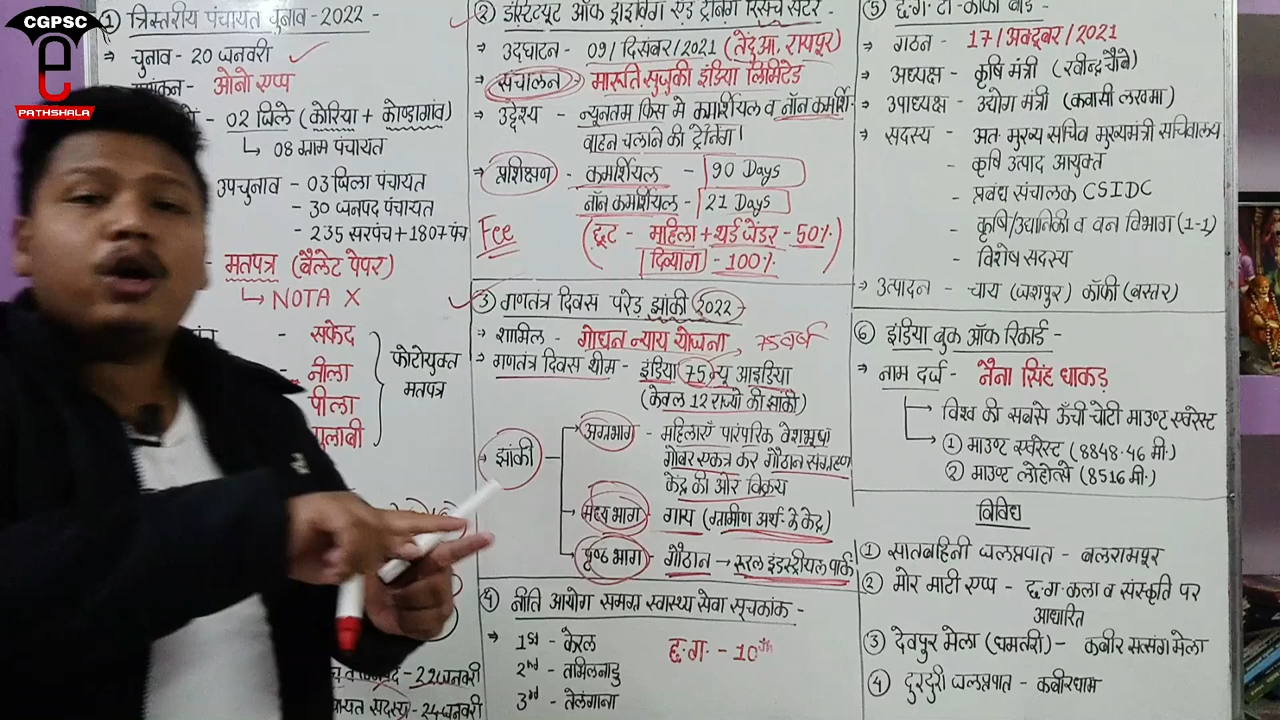 CGPSC
PATHSHALA
① त्रिस्तरीय पंचायत चुनाव-2022-
→ चुनाव - 20 जनवरी
- ओनो एप्प
- 02 जिले (कोरिया + कोण्डागांव)
↳ 08 ग्राम पंचायत
उपचुनाव - 03 जिला पंचायत
- 30 जनपद पंचायत
- 235 सरपंच + 1807 पंच
- मतपत्र (बैलेट पेपर)
↳ NOTA X
- सफेद
- नीला
पीला
गुलाबी
फोटोयुक्त
मतपत्र
- 22 जनवरी
- 24 जनवरी
② इंस्टिट्यूट ऑफ ड्राइविंग एंड ट्रेनिंग रिसर्च सेंटर -
→ उदघाटन - 09/दिसंबर/2021 (तेंदुआ, रायपुर)
→ संचालन → मारुति सुजुकी इंडिया लिमिटेड
→ उद्देश्य - न्यूनतम किस मे कमर्शियल व नॉन कमर्शि-
वाहन चलाने की ट्रेनिंग।
→ प्रशिक्षण - कमर्शियल - 90 Days
नॉन कमर्शियल - 21 Days
Fee (छूट - महिला + थर्ड जेंडर - 50%)
दिव्यांग - 100%
③ गणतंत्र दिवस परेड़ झांकी 2022 -
→ शामिल - गोधन न्याय योजना
75 वर्ष
→ गणतंत्र दिवस थीम - इंडिया 75 न्यू आइडिया
(केवल 12 राज्यो की झांकी)
→ झांकी
→ अग्रभाग - महिलाएँ पारंपरिक वेशभूषा
गोबर एकत्र कर गौठान संग्रहण
केंद्र की ओर विक्रय
→ मध्य भाग - गाय (ग्रामीण अर्थ. के केंद्र)
→ पृष्ठ भाग - गौठान → रूरल इंडस्ट्रीयल पार्क
④ नीति आयोग समग्र स्वास्थ्य सेवा सूचकांक -
→ 1st - केरल
2nd - तमिलनाडु
3rd - तेलंगाना
छ.ग. - 10th
⑤ छ.ग. टी-कॉफी बोर्ड -
→ गठन - 17/अक्टूबर/2021
→ अध्यक्ष - कृषि मंत्री (रवीन्द्र चौबे)
→ उपाध्यक्ष - उद्योग मंत्री (कवासी लखमा)
→ सदस्य - अत. मुख्य सचिव मुख्यमंत्री सचिवालय
- कृषि उत्पाद आयुक्त
- प्रबंध संचालक CSIDC
- कृषि/उद्यानिकी व वन विभाग (1-1)
- विशेष सदस्य
→ उत्पादन - चाय (जशपुर) कॉफी (बस्तर)
⑥ इंडिया बुक ऑफ रिकार्ड -
→ नाम दर्ज - नैना सिंह धाकड़
→ विश्व की सबसे ऊँची चोटी माउण्ट एवरेस्ट
→ ① माउण्ट एवरेस्ट (8848.46 मी.)
② माउण्ट लोहोत्से (8516 मी.)
विविध
① सातबहिनी जलप्रपात - बलरामपुर
② मोर माटी एप्प - छ.ग. कला व संस्कृति पर
आधारित
③ देवपुर मेला (धमतरी) - कबीर सत्संग मेला
④ दुरदुरी जलप्रपात - कबीरधाम